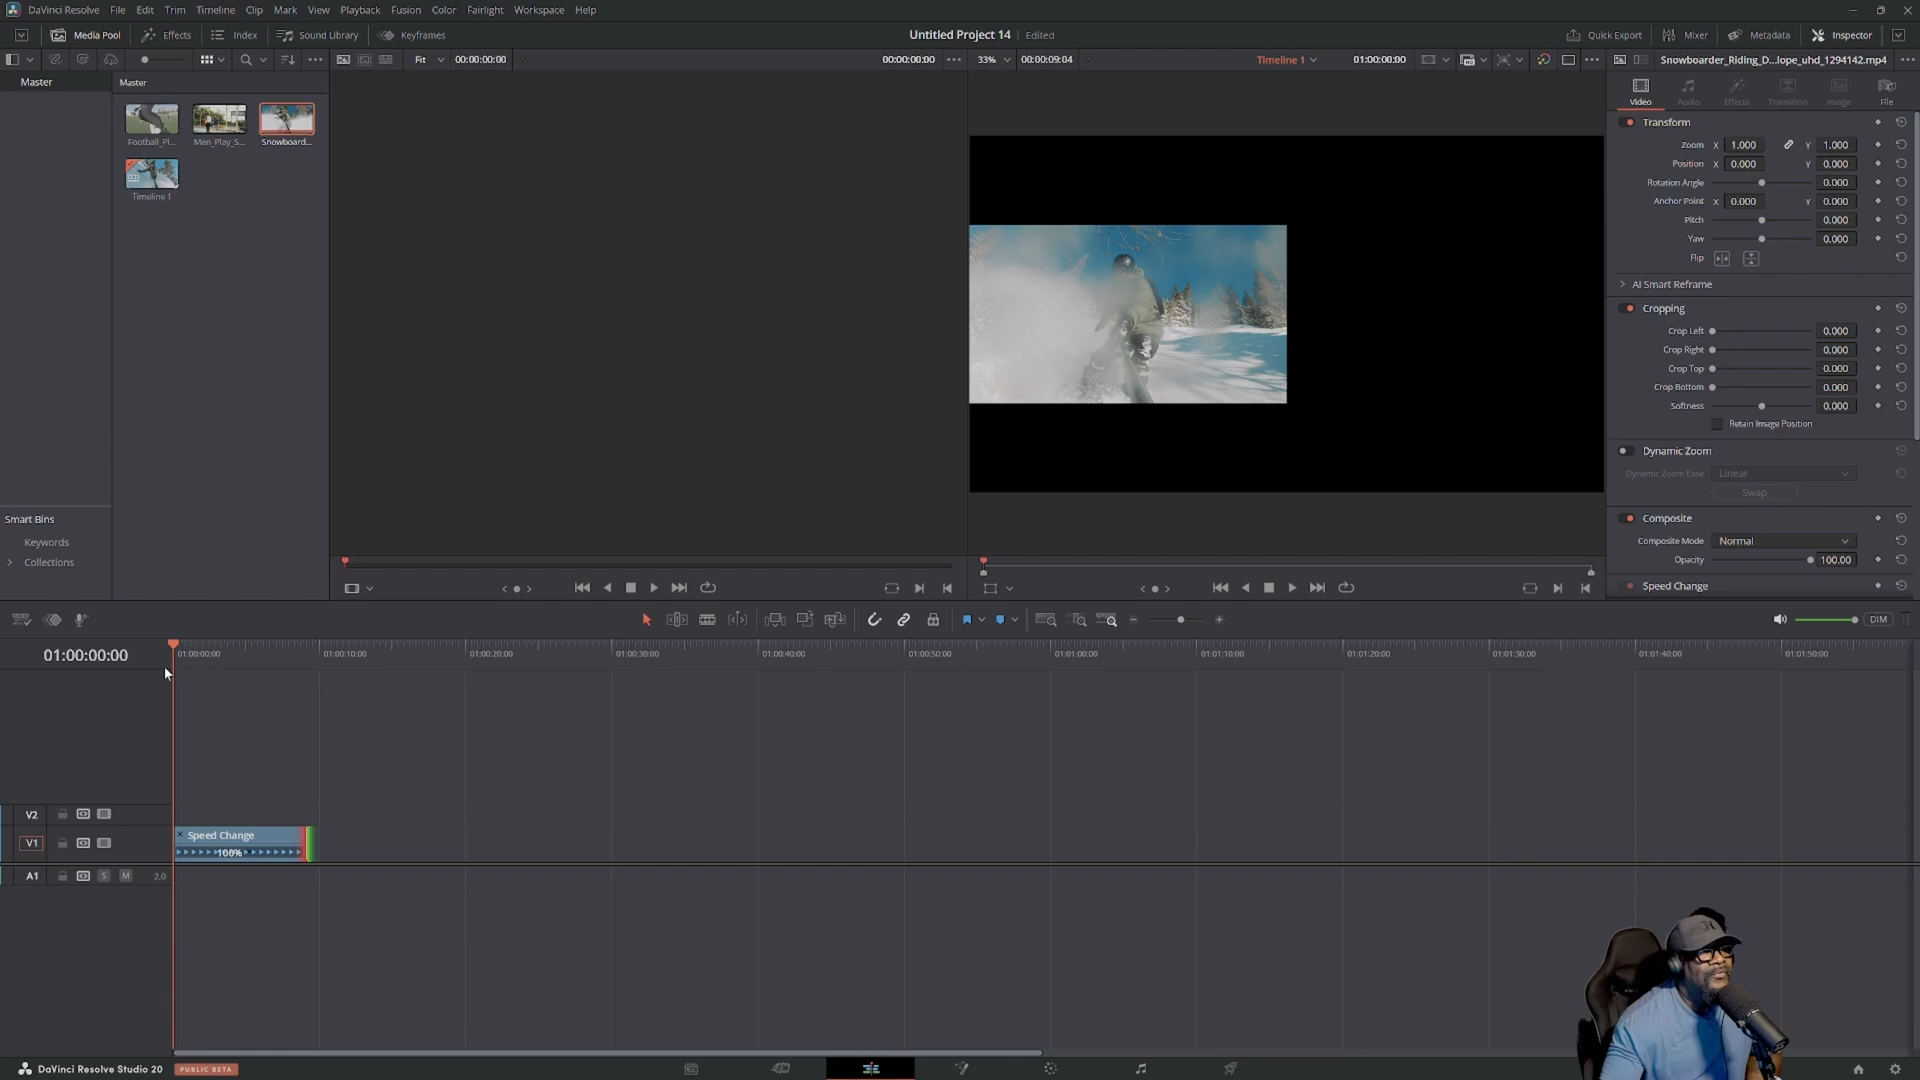 DaVinci Resolve File Edit Trim Timeline Clip Mark View Playback Fusion Color Fairlight Workspace Help
Media Pool Effects Index Sound Library Keyframes Untitled Project 14 Edited Quick Export Mixer Metadata Inspector
Fit 00:00:00:00 00:00:00:00 33% 00:00:09:04 Timeline 1 01:00:00:00 Snowboarder_Riding_D...lope_uhd_1294142.mp4
Master Master
Video Audio Effects Transition Image File
Football_Pl... Men_Play_S... Snowboard...
Timeline 1
Transform
Zoom X 1.000 Y 1.000
Position X 0.000 Y 0.000
Rotation Angle 0.000
Anchor Point X 0.000 Y 0.000
Pitch 0.000
Yaw 0.000
Flip
AI Smart Reframe
Cropping
Crop Left 0.000
Crop Right 0.000
Crop Top 0.000
Crop Bottom 0.000
Softness 0.000
Retain Image Position
Dynamic Zoom
Dynamic Zoom Ease Linear
Swap
Composite
Composite Mode Normal
Opacity 100.00
Speed Change
Smart Bins
Keywords
Collections
DIM
01:00:00:00
01:00:00:00 01:00:10:00 01:00:20:00 01:00:30:00 01:00:40:00 01:00:50:00 01:01:00:00 01:01:10:00 01:01:20:00 01:01:30:00 01:01:40:00 01:01:50:00
V2
V1 Speed Change
100%
A1 S M 2.0
DaVinci Resolve Studio 20 PUBLIC BETA